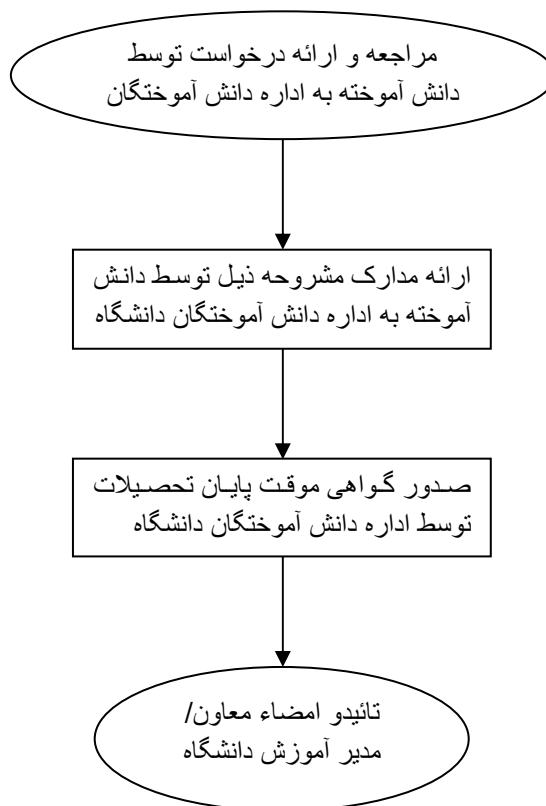 مراجعه و ارائه درخواست توسط
دانش آموخته به اداره دانش آموختگان
ارائه مدارک مشروحه ذیل توسط دانش
آموخته به اداره دانش آموختگان دانشگاه
صدور گواهی موقت پایان تحصیلات
توسط اداره دانش آموختگان دانشگاه
تائیدو امضاء معاون/
مدیر آموزش دانشگاه